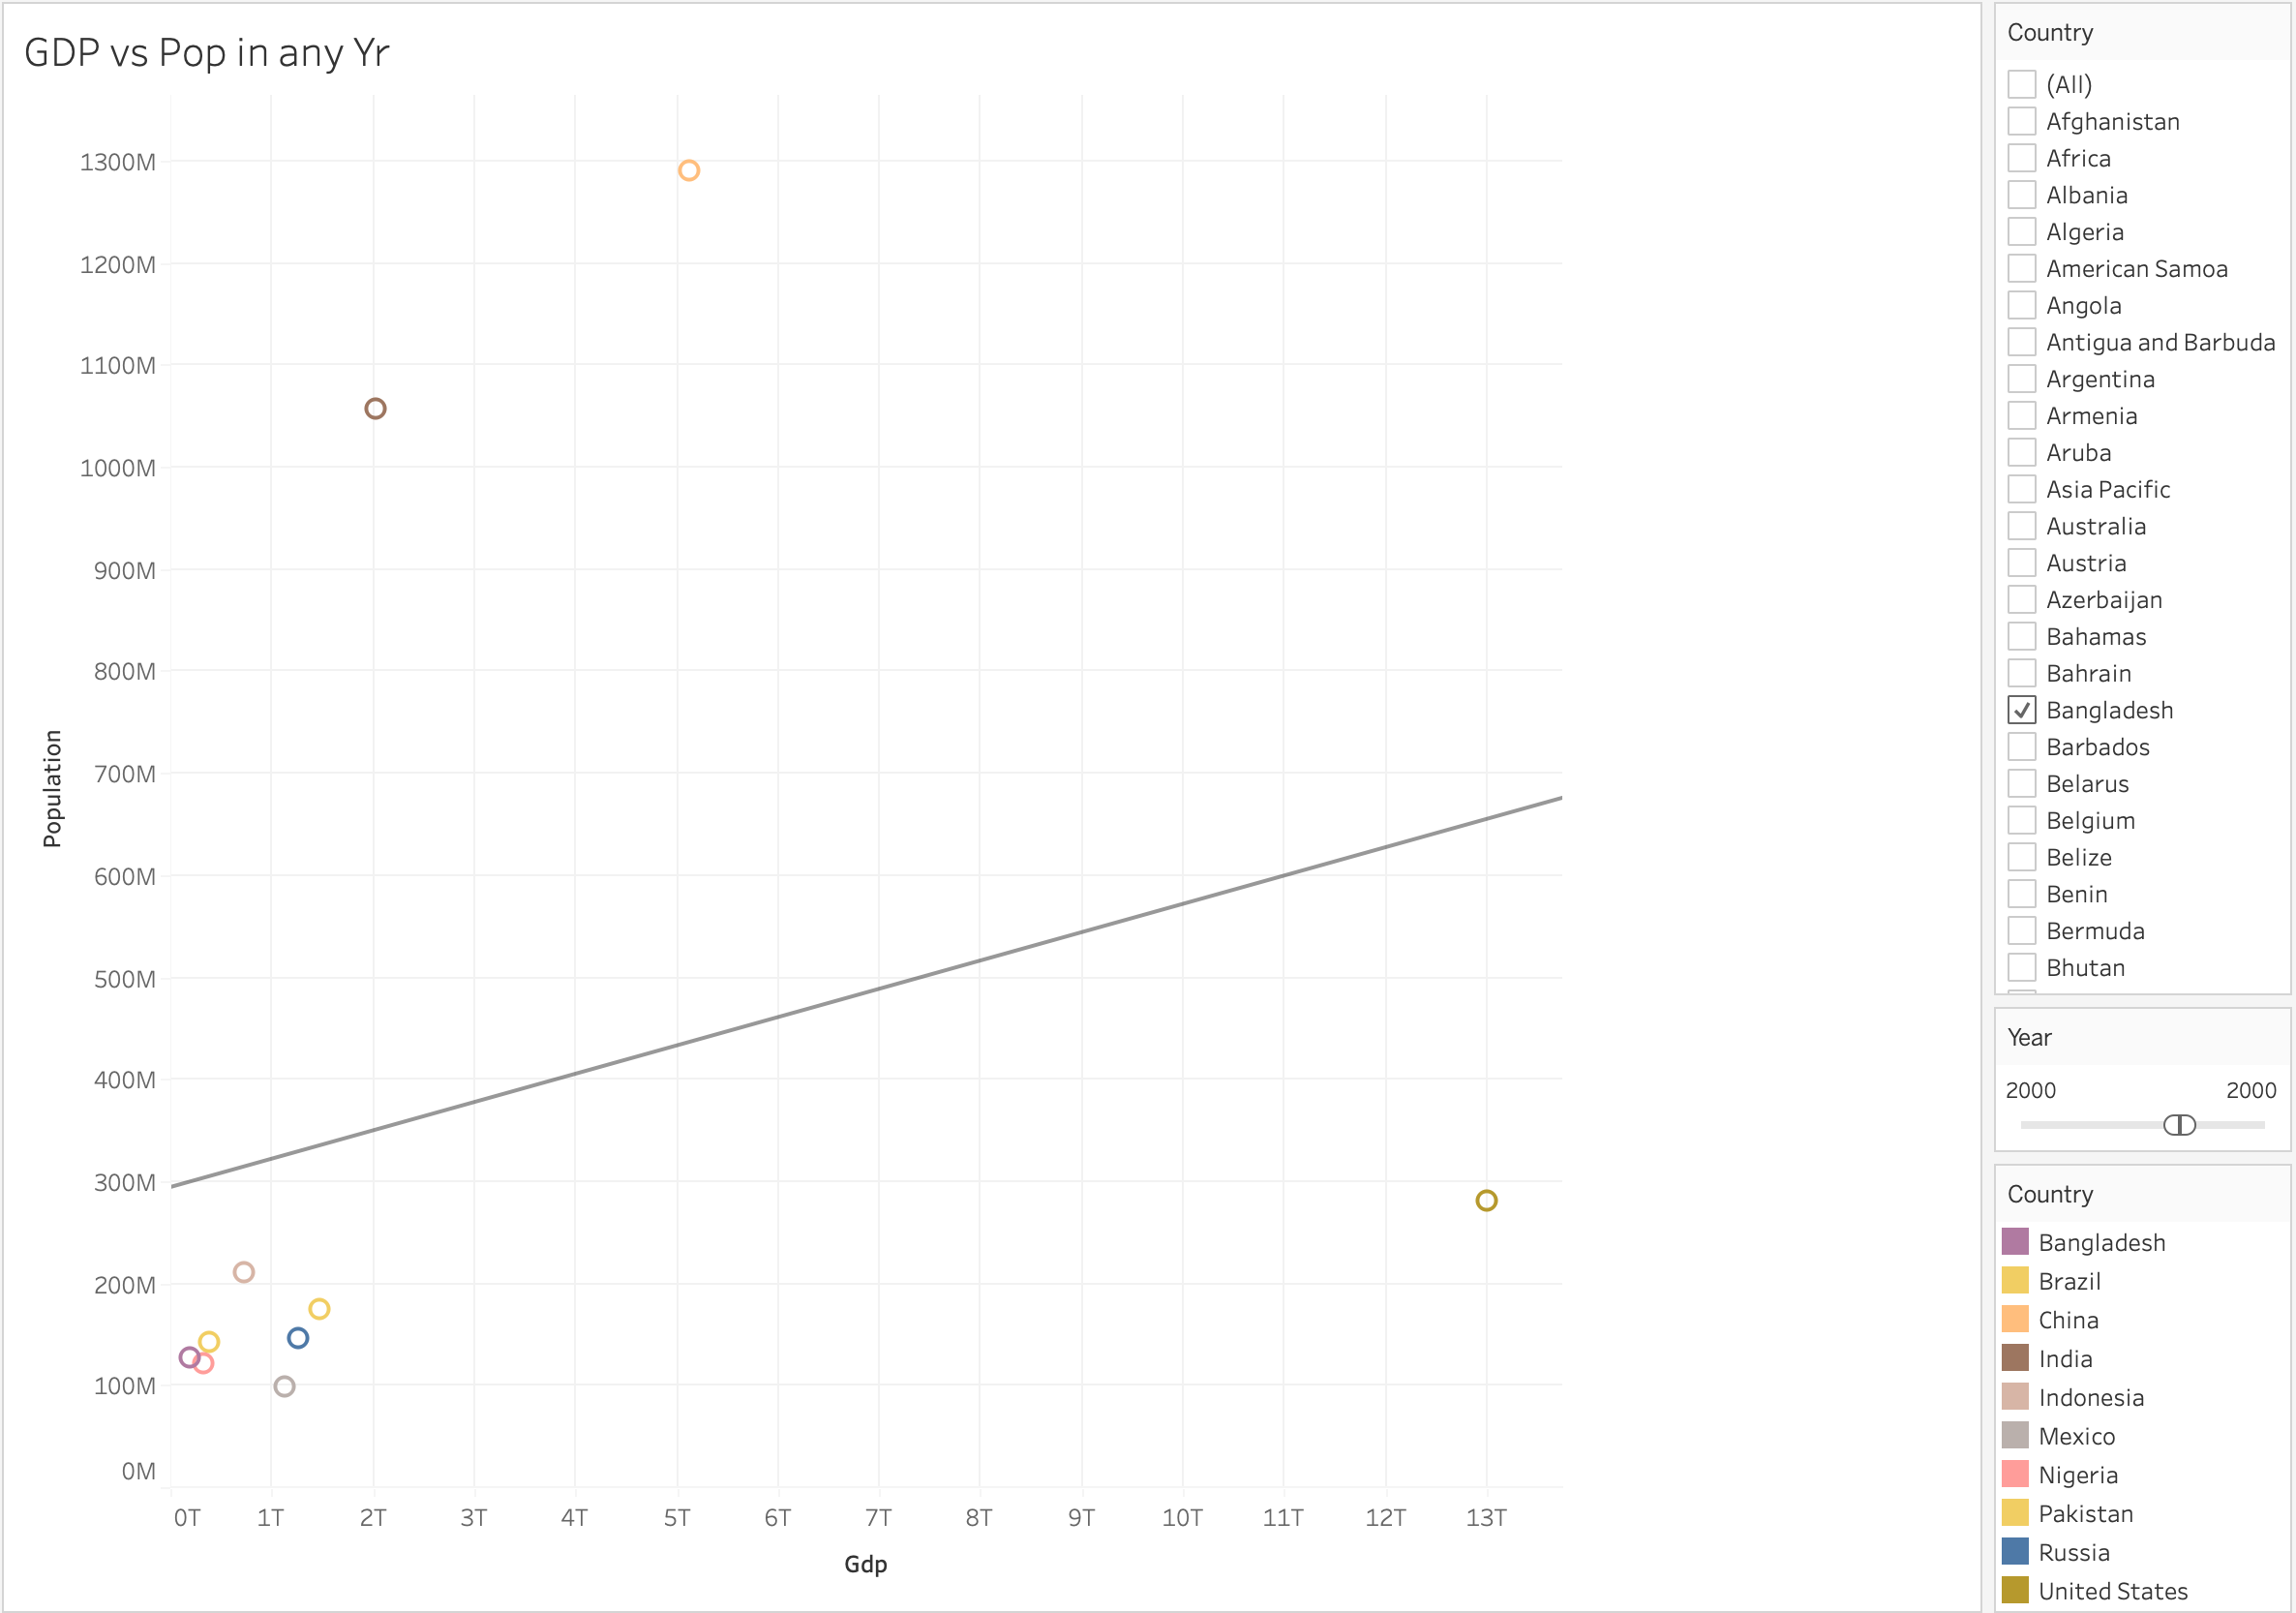 GDP vs Pop in any Yr
1300M
1200M
1100M
1000M
900M
800M
700M
600M
500M
400M
300M
200M
100M
0M
Population
0T 1T 2T 3T 4T 5T 6T 7T 8T 9T 10T 11T 12T 13T
Gdp
Country
(All)
Afghanistan
Africa
Albania
Algeria
American Samoa
Angola
Antigua and Barbuda
Argentina
Armenia
Aruba
Asia Pacific
Australia
Austria
Azerbaijan
Bahamas
Bahrain
Bangladesh
Barbados
Belarus
Belgium
Belize
Benin
Bermuda
Bhutan
Year
2000 2000
Country
Bangladesh
Brazil
China
India
Indonesia
Mexico
Nigeria
Pakistan
Russia
United States